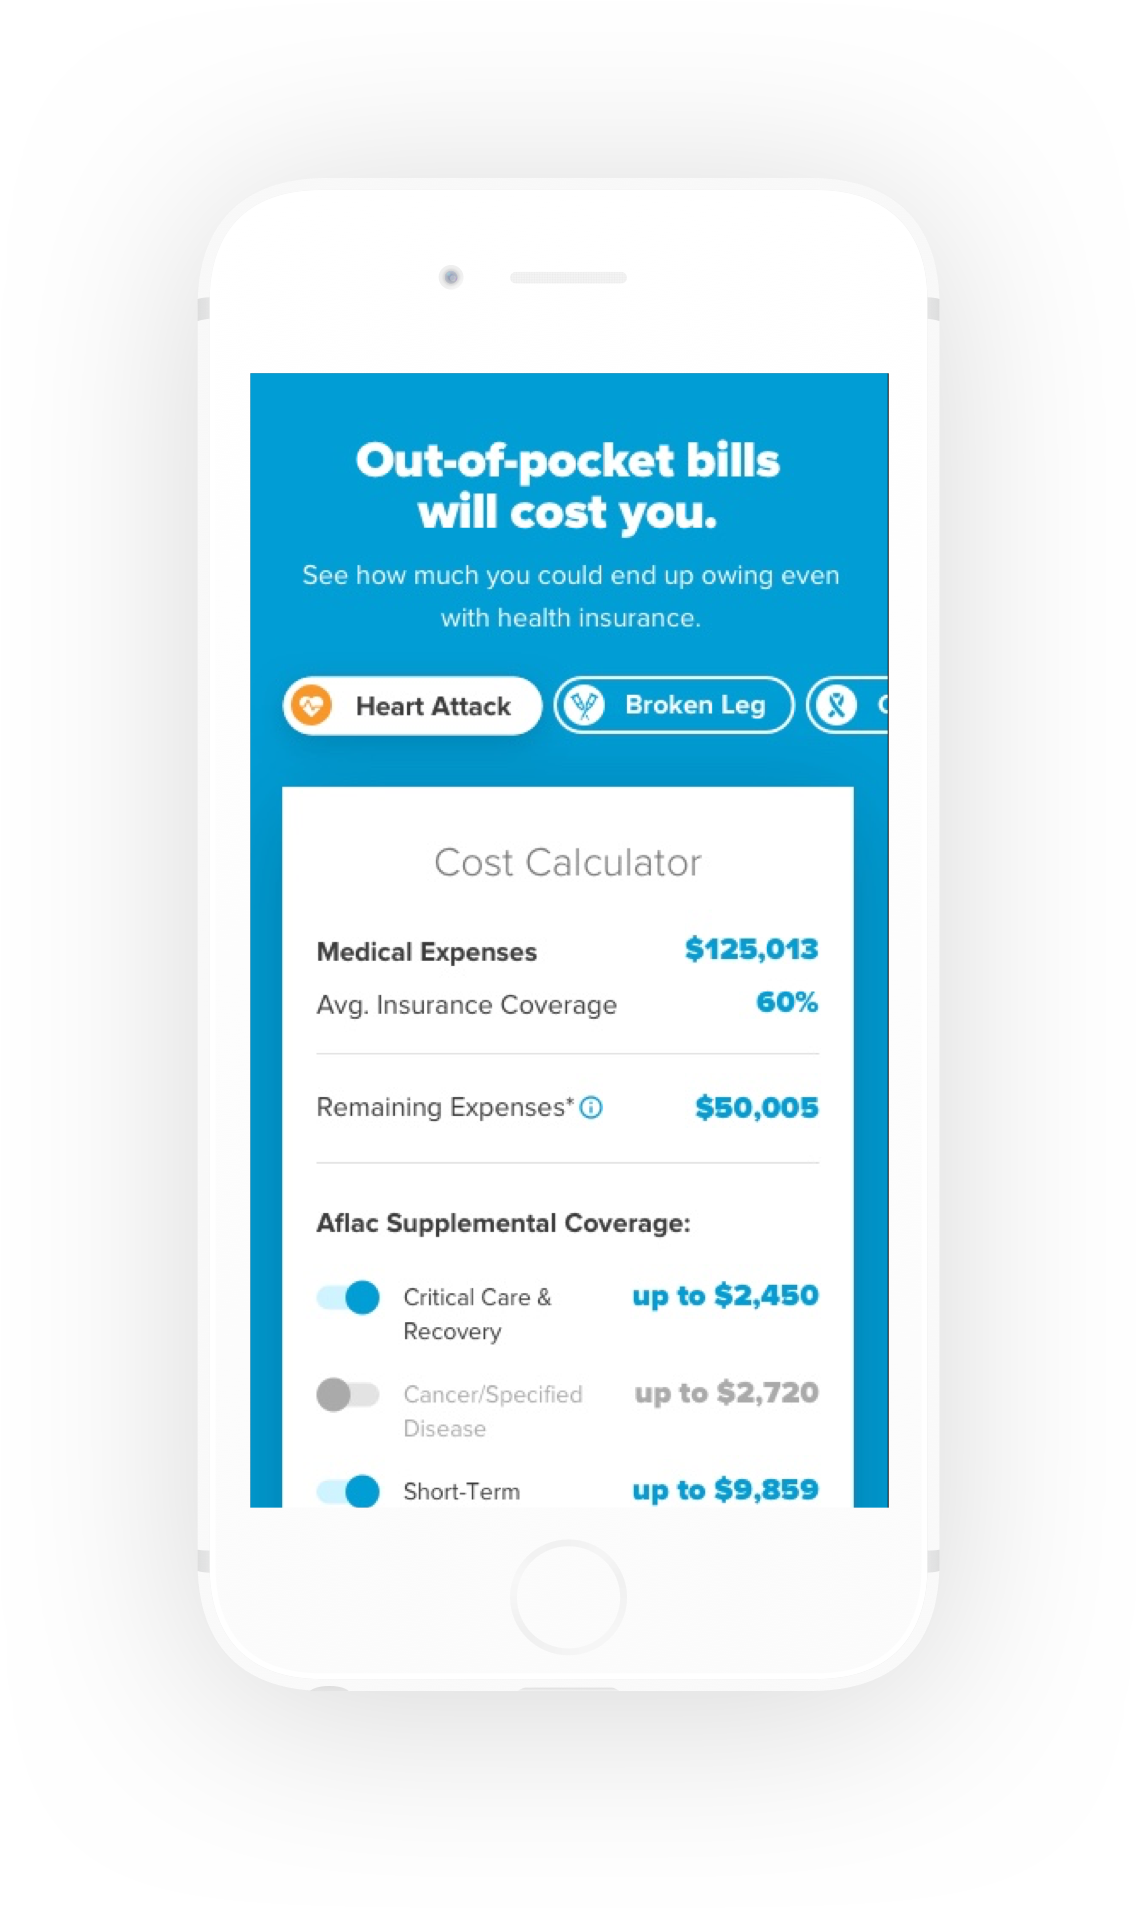 Out-of-pocket bills
will cost you.
See how much you could end up owing even
with health insurance.
Heart Attack Broken Leg
Cost Calculator
Medical Expenses $125,013
Avg. Insurance Coverage 60%
Remaining Expenses* $50,005
Aflac Supplemental Coverage:
Critical Care & up to $2,450
Recovery
Cancer/Specified up to $2,720
Disease
Short-Term up to $9,859